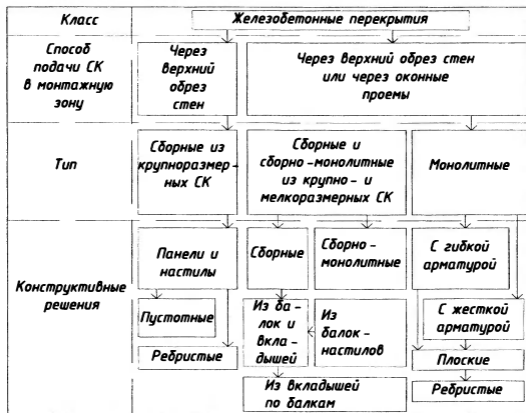 Класс
Железобетонные перекрытия
Способ
подачи СК
в монтажную
зону
Через
верхний
обрез
стен
Через верхний обрез стен
или через оконные
проемы
Тип
Сборные из
крупноразмер-
ных СК
Сборные и
сборно-монолитные
из крупно- и
мелкоразмерных СК
Монолитные
Конструктивные
решения
Панели и
настилы
Сборные
Сборно-
монолитные
С гибкой
арматурой
Пустотные
Ребристые
Из ба-
лок и
вкла-
дышей
Из
балок-
настилов
С жесткой
арматурой
Плоские
Ребристые
Из вкладышей
по балкам